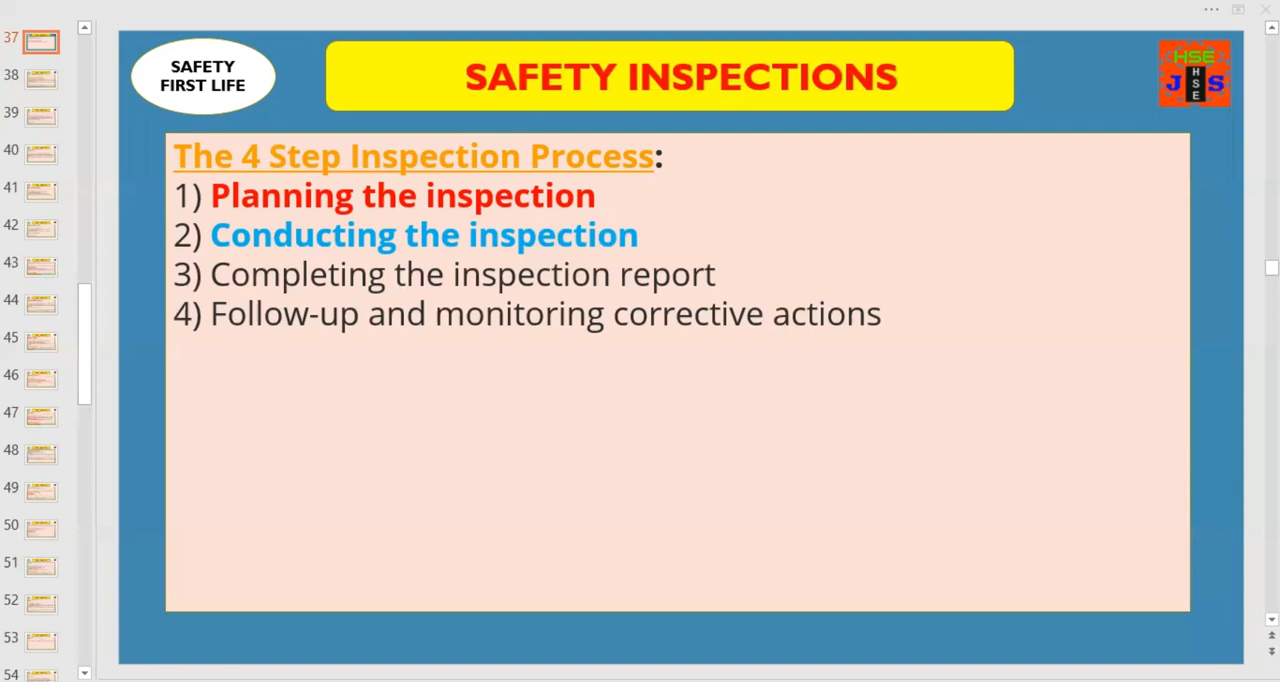 37
38
39
40
41
42
43
44
45
46
47
48
49
50
51
52
53
54
SAFETY
FIRST LIFE
SAFETY INSPECTIONS
HSE
J HSE S
The 4 Step Inspection Process:
1) Planning the inspection
2) Conducting the inspection
3) Completing the inspection report
4) Follow-up and monitoring corrective actions